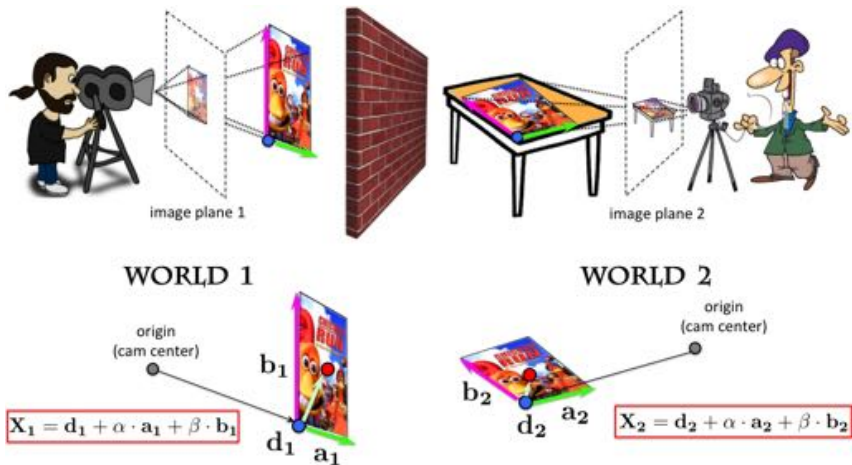 image plane 1
image plane 2
WORLD 1
WORLD 2
origin
(cam center)
origin
(cam center)
b₁
b₂
X₁ = d₁ + α · a₁ + β · b₁
d₁
a₁
d₂
a₂
X₂ = d₂ + α · a₂ + β · b₂
RUN